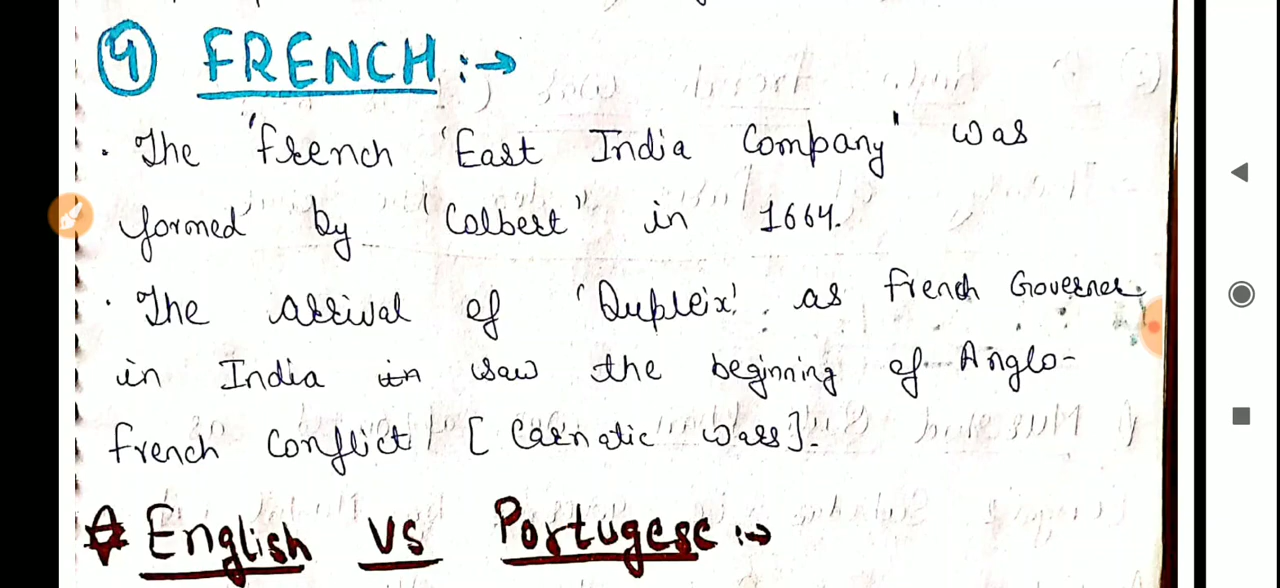 4 FRENCH :→
· The "French 'East India Company" was
formed by "Colbert" in 1664.
· The arrival of 'Dupleix'. as French Governer
in India in saw the beginning of Anglo-
French Conflict [ Carnatic wars].
☆ English VS Portugese :→